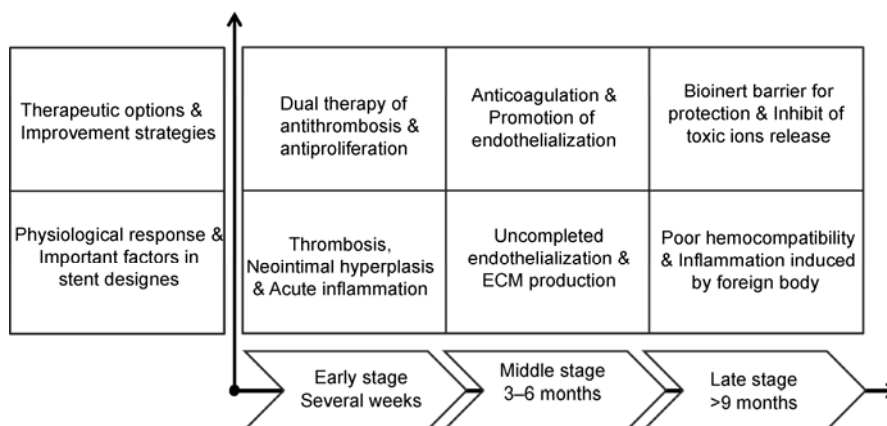 Therapeutic options &
Improvement strategies
Dual therapy of
antithrombosis &
antiproliferation
Anticoagulation &
Promotion of
endothelialization
Bioinert barrier for
protection & Inhibit of
toxic ions release
Physiological response &
Important factors in
stent designes
Thrombosis,
Neointimal hyperplasis
& Acute inflammation
Uncompleted
endothelialization &
ECM production
Poor hemocompatibility
& Inflammation induced
by foreign body
Early stage
Several weeks
Middle stage
3–6 months
Late stage
>9 months